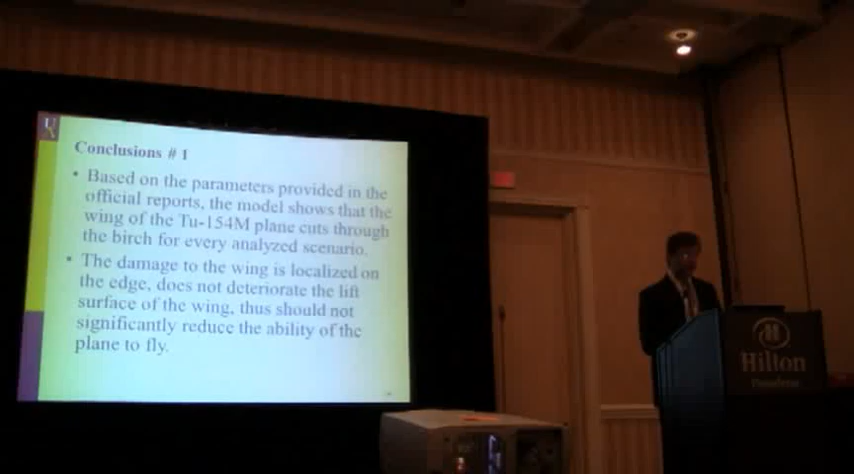 Conclusions # 1
• Based on the parameters provided in the
official reports, the model shows that the
wing of the Tu-154M plane cuts through
the birch for every analyzed scenario.
• The damage to the wing is localized on
the edge, does not deteriorate the lift
surface of the wing, thus should not
significantly reduce the ability of the
plane to fly.
H
Hilton